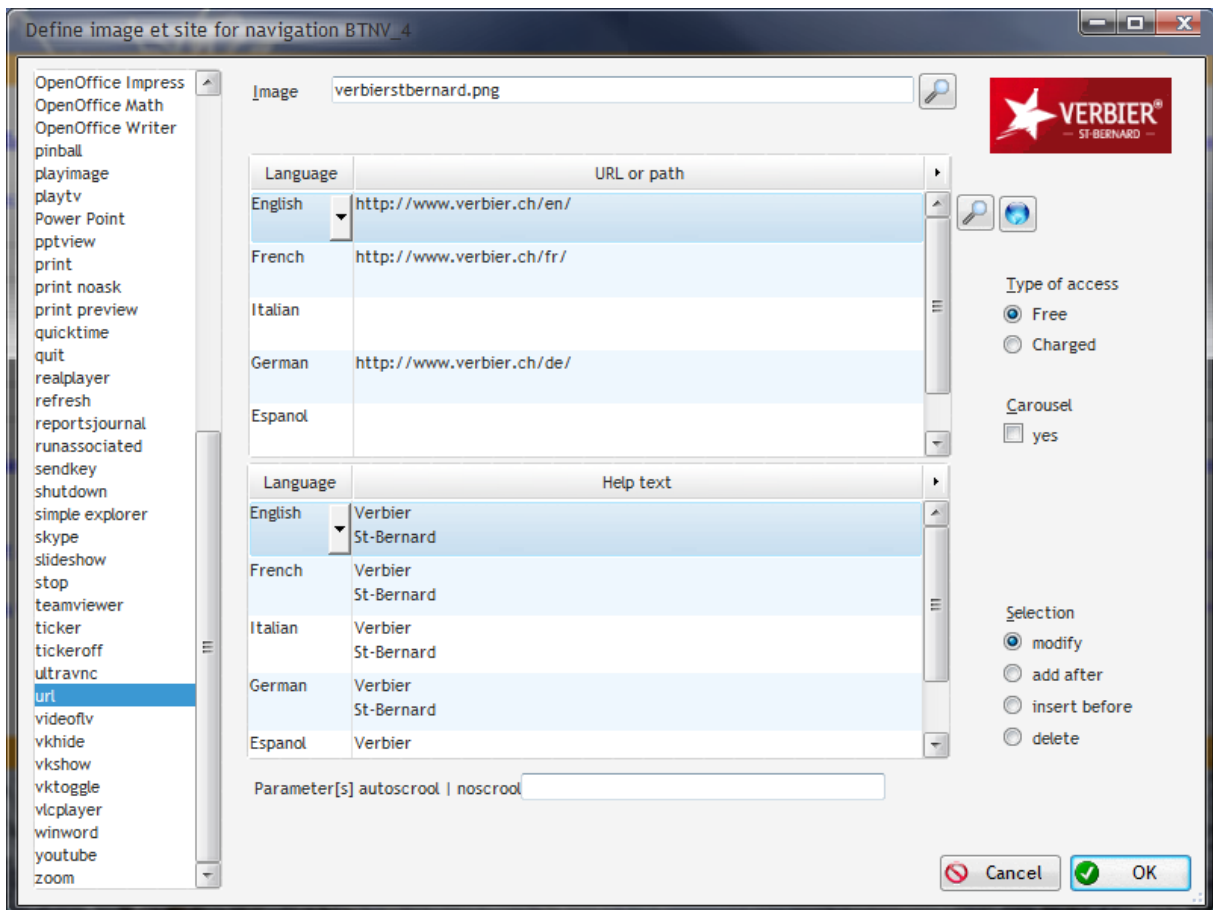 Define image et site for navigation BTNV_4
OpenOffice Impress
OpenOffice Math
OpenOffice Writer
pinball
playimage
playtv
Power Point
pptview
print
print noask
print preview
quicktime
quit
realplayer
refresh
reportsjournal
runassociated
sendkey
shutdown
simple explorer
skype
slideshow
stop
teamviewer
ticker
tickeroff
ultravnc
url
videoflv
vkhide
vkshow
vktoggle
vlcplayer
winword
youtube
zoom
Image verbierstbernard.png
VERBIER®
ST-BERNARD
Language URL or path
English http://www.verbier.ch/en/
French http://www.verbier.ch/fr/
Italian
German http://www.verbier.ch/de/
Espanol
Type of access
Free
Charged
Carousel
yes
Language Help text
English Verbier
St-Bernard
French Verbier
St-Bernard
Italian Verbier
St-Bernard
German Verbier
St-Bernard
Espanol Verbier
Selection
modify
add after
insert before
delete
Parameter[s] autoscrool | noscrool
Cancel OK